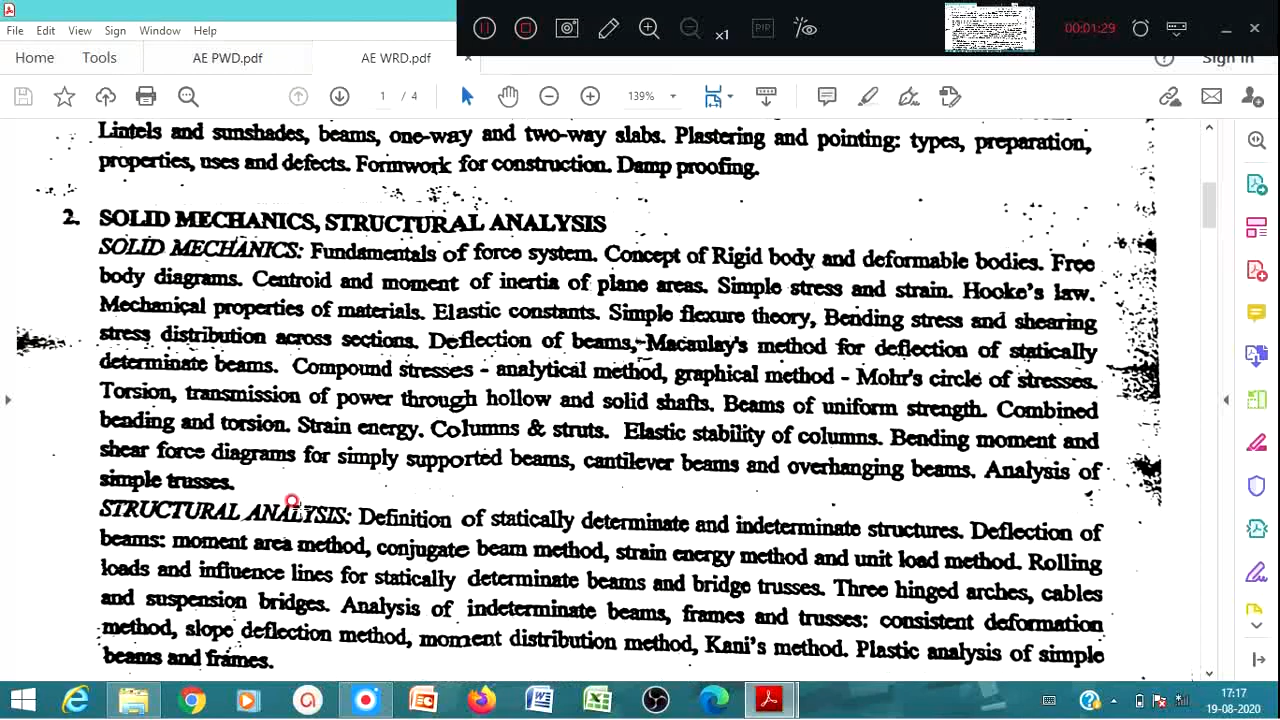 File Edit View Sign Window Help
x1 PIP 00:01:29
Home Tools AE PWD.pdf AE WRD.pdf × Sign In
1 / 4 139%
Lintels and sunshades, beams, one-way and two-way slabs. Plastering and pointing: types, preparation,
properties, uses and defects. Formwork for construction. Damp proofing.
2. SOLID MECHANICS, STRUCTURAL ANALYSIS
SOLID MECHANICS: Fundamentals of force system. Concept of Rigid body and deformable bodies. Free
body diagrams. Centroid and moment of inertia of plane areas. Simple stress and strain. Hooke's law.
Mechanical properties of materials. Elastic constants. Simple flexure theory, Bending stress and shearing
stress distribution across sections. Deflection of beams, Macaulay's method for deflection of statically
determinate beams. Compound stresses - analytical method, graphical method - Mohr's circle of stresses.
Torsion, transmission of power through hollow and solid shafts. Beams of uniform strength. Combined
bending and torsion. Strain energy. Columns & struts. Elastic stability of columns. Bending moment and
shear force diagrams for simply supported beams, cantilever beams and overhanging beams. Analysis of
simple trusses.
STRUCTURAL ANALYSIS: Definition of statically determinate and indeterminate structures. Deflection of
beams: moment area method, conjugate beam method, strain energy method and unit load method. Rolling
loads and influence lines for statically determinate beams and bridge trusses. Three hinged arches, cables
and suspension bridges. Analysis of indeterminate beams, frames and trusses: consistent deformation
method, slope deflection method, moment distribution method, Kani's method. Plastic analysis of simple
beams and frames.
17:17
19-08-2020